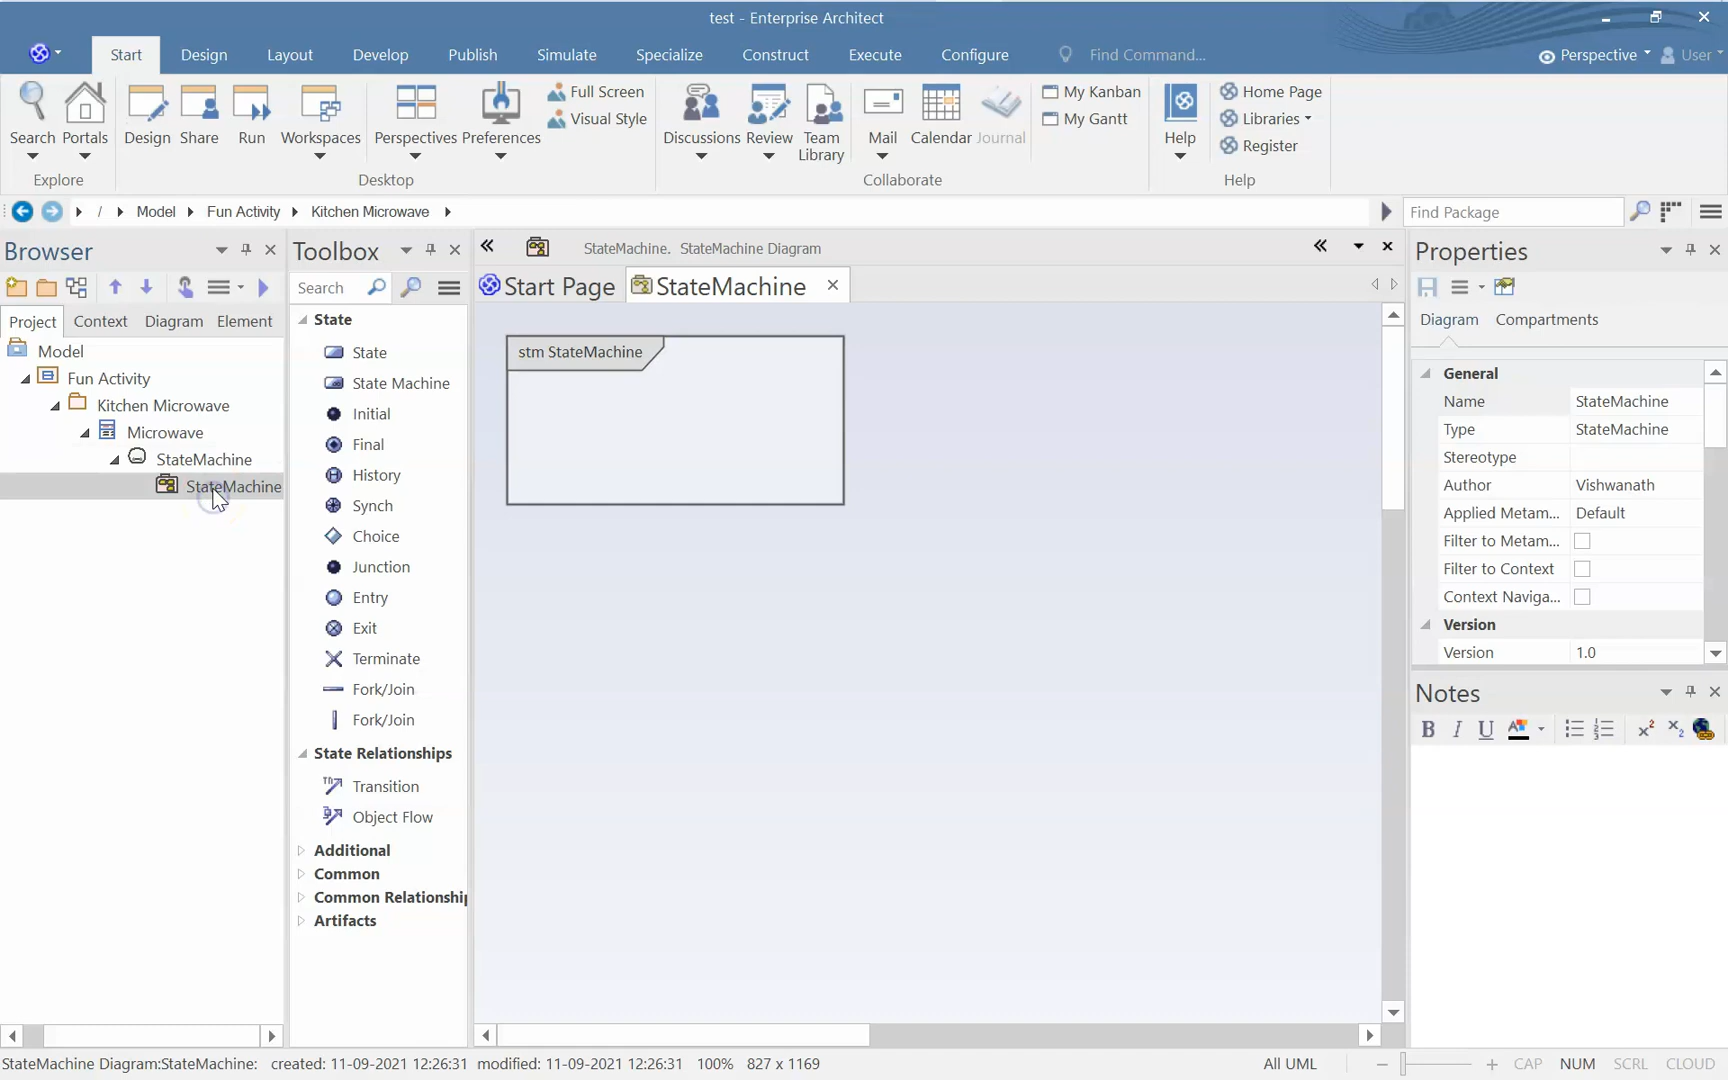 test - Enterprise Architect
Start Design Layout Develop Publish Simulate Specialize Construct Execute Configure Find Command... Perspective User
Search Portals Design Share Run Workspaces Perspectives Preferences Full Screen Visual Style Discussions Review Team Library Mail Calendar Journal My Kanban My Gantt Help Home Page Libraries Register
Explore Desktop Collaborate Help
/ Model Fun Activity Kitchen Microwave Find Package
Browser
Project Context Diagram Element
Model
Fun Activity
Kitchen Microwave
Microwave
StateMachine
StateMachine
Toolbox
Search
State
State
State Machine
Initial
Final
History
Synch
Choice
Junction
Entry
Exit
Terminate
Fork/Join
Fork/Join
State Relationships
Transition
Object Flow
Additional
Common
Common Relationship
Artifacts
StateMachine. StateMachine Diagram
Start Page StateMachine
stm StateMachine
Properties
Diagram Compartments
General
Name StateMachine
Type StateMachine
Stereotype
Author Vishwanath
Applied Metam... Default
Filter to Metam...
Filter to Context
Context Naviga...
Version
Version 1.0
Notes
B I U A x² x₂
StateMachine Diagram:StateMachine: created: 11-09-2021 12:26:31 modified: 11-09-2021 12:26:31 100% 827 x 1169 All UML CAP NUM SCRL CLOUD